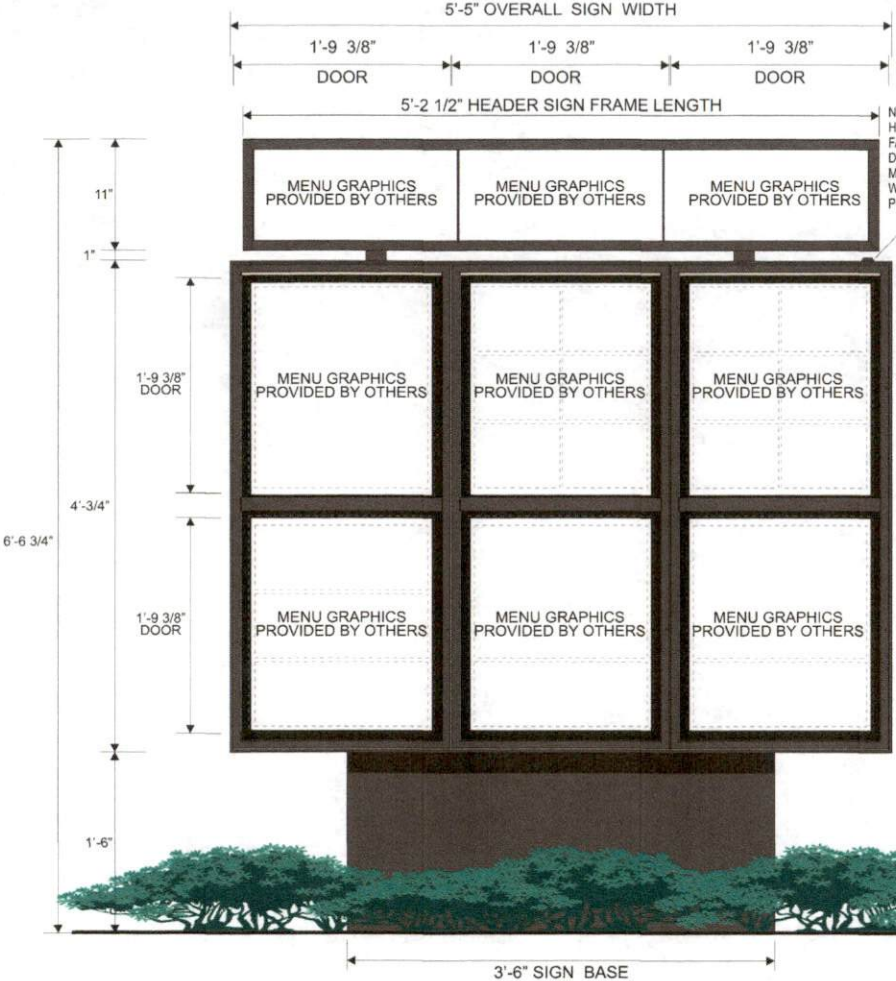 5'-5" OVERALL SIGN WIDTH
1'-9 3/8" 1'-9 3/8" 1'-9 3/8"
DOOR DOOR DOOR
5'-2 1/2" HEADER SIGN FRAME LENGTH
11"
MENU GRAPHICS
PROVIDED BY OTHERS
MENU GRAPHICS
PROVIDED BY OTHERS
MENU GRAPHICS
PROVIDED BY OTHERS
1"
1'-9 3/8"
DOOR
MENU GRAPHICS
PROVIDED BY OTHERS
MENU GRAPHICS
PROVIDED BY OTHERS
MENU GRAPHICS
PROVIDED BY OTHERS
4'-3/4"
6'-6 3/4"
1'-9 3/8"
DOOR
MENU GRAPHICS
PROVIDED BY OTHERS
MENU GRAPHICS
PROVIDED BY OTHERS
MENU GRAPHICS
PROVIDED BY OTHERS
1'-6"
3'-6" SIGN BASE